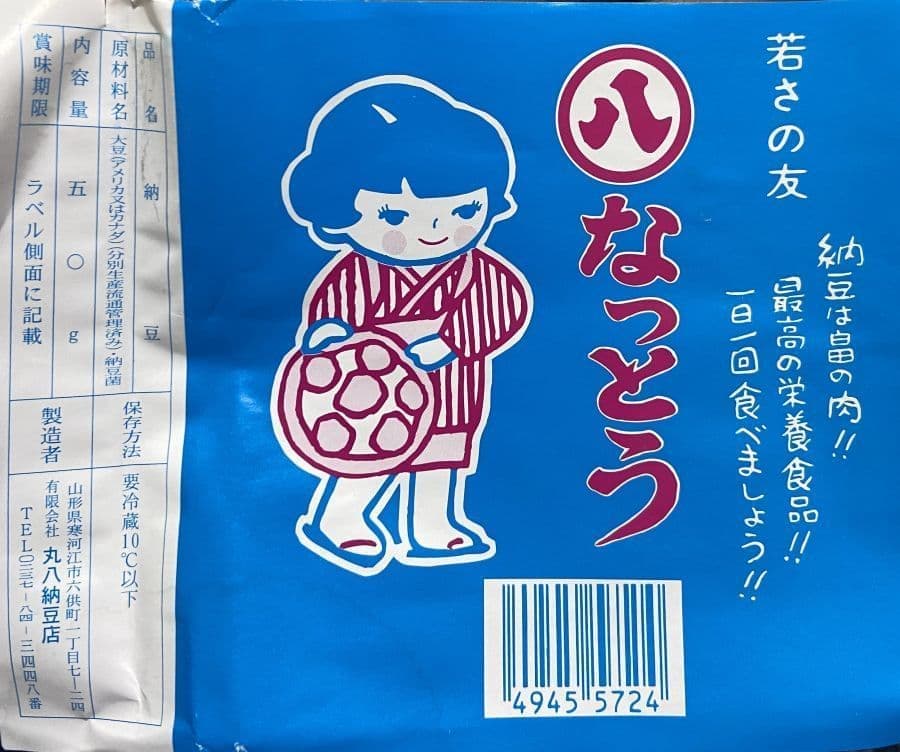 若さの友
納豆は畠の肉!!
最高の栄養食品!!
一日一回食べましょう!!
八
なっとう
4945 5724
品名 納豆
原材料名 大豆(アメリカ又はカナダ)(分別生産流通管理済み)・納豆菌
内容量 五〇g
賞味期限 ラベル側面に記載
保存方法 要冷蔵10℃以下
製造者 山形県寒河江市六供町一丁目七−二四
有限会社 丸八納豆店
TEL〇二三七−八四−三四四八番